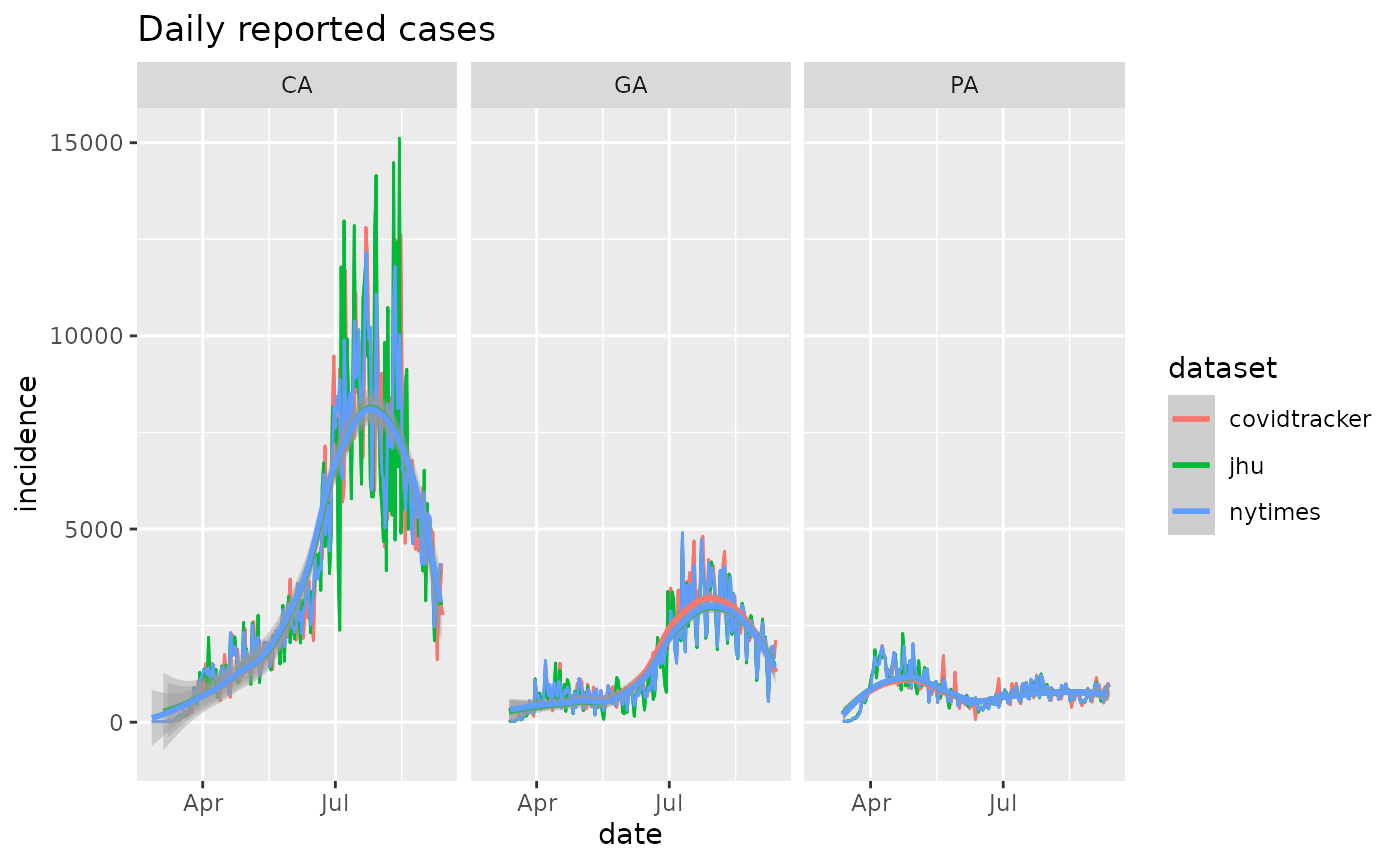 Daily reported cases
CA
GA
PA
15000
10000
5000
0
incidence
Apr
Jul
Apr
Jul
Apr
Jul
date
dataset
covidtracker
jhu
nytimes